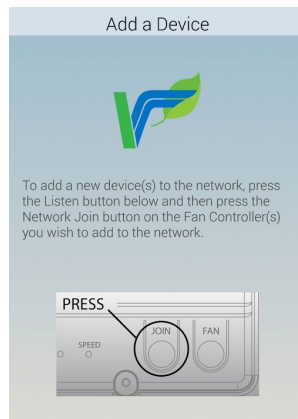 Add a Device
To add a new device(s) to the network, press
the Listen button below and then press the
Network Join button on the Fan Controller(s)
you wish to add to the network.
PRESS
JOIN FAN
SPEED